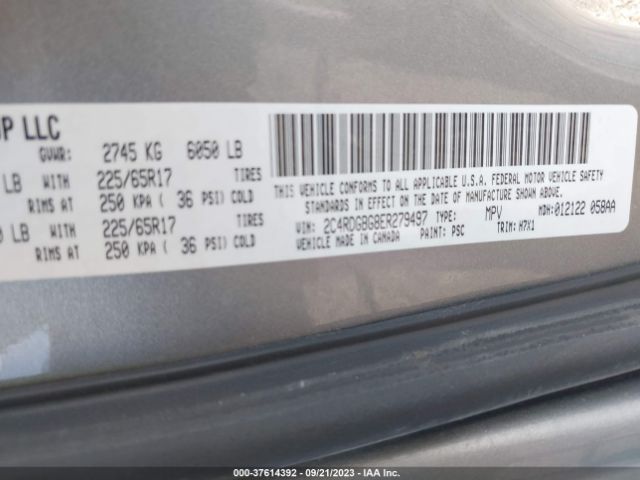 UP LLC
GVWR: 2745 KG 6050 LB
LB WITH 225/65R17 TIRES
RIMS AT 250 KPA ( 36 PSI) COLD
LB WITH 225/65R17 TIRES
RIMS AT 250 KPA ( 36 PSI) COLD
THIS VEHICLE CONFORMS TO ALL APPLICABLE U.S.A. FEDERAL MOTOR VEHICLE SAFETY
STANDARDS IN EFFECT ON THE DATE OF MANUFACTURE SHOWN ABOVE.
VIN: 2C4RDGBG8ER279497 TYPE: MPV MDH:012122 058AA
VEHICLE MADE IN CANADA PAINT: PSC TRIM:H7X1
000-37614392 | 09/21/2023 | IAA Inc.